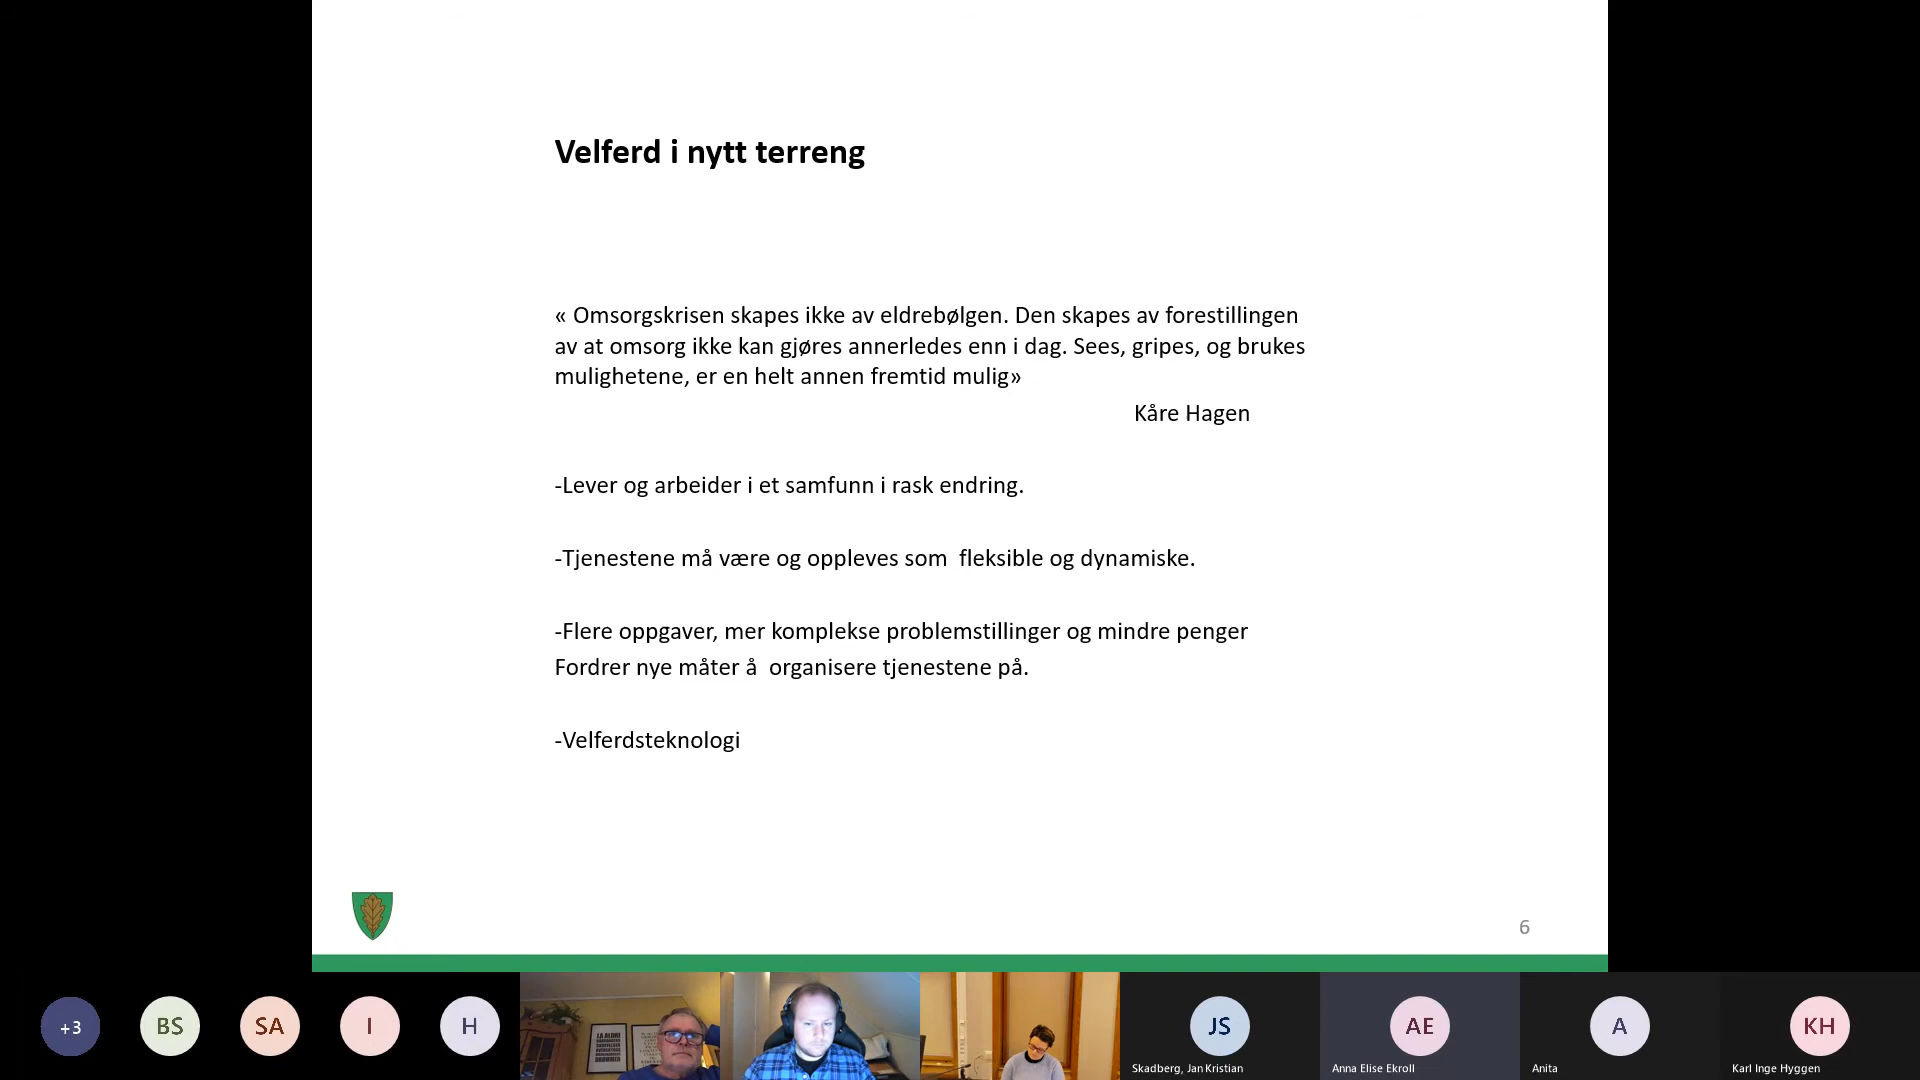 Velferd i nytt terreng
« Omsorgskrisen skapes ikke av eldrebølgen. Den skapes av forestillingen
av at omsorg ikke kan gjøres annerledes enn i dag. Sees, gripes, og brukes
mulighetene, er en helt annen fremtid mulig»
Kåre Hagen
-Lever og arbeider i et samfunn i rask endring.
-Tjenestene må være og oppleves som  fleksible og dynamiske.
-Flere oppgaver, mer komplekse problemstillinger og mindre penger
Fordrer nye måter å  organisere tjenestene på.
-Velferdsteknologi
6
+3
BS
SA
I
H
JS
AE
A
KH
Skadberg, Jan Kristian
Anna Elise Ekroll
Anita
Karl Inge Hyggen